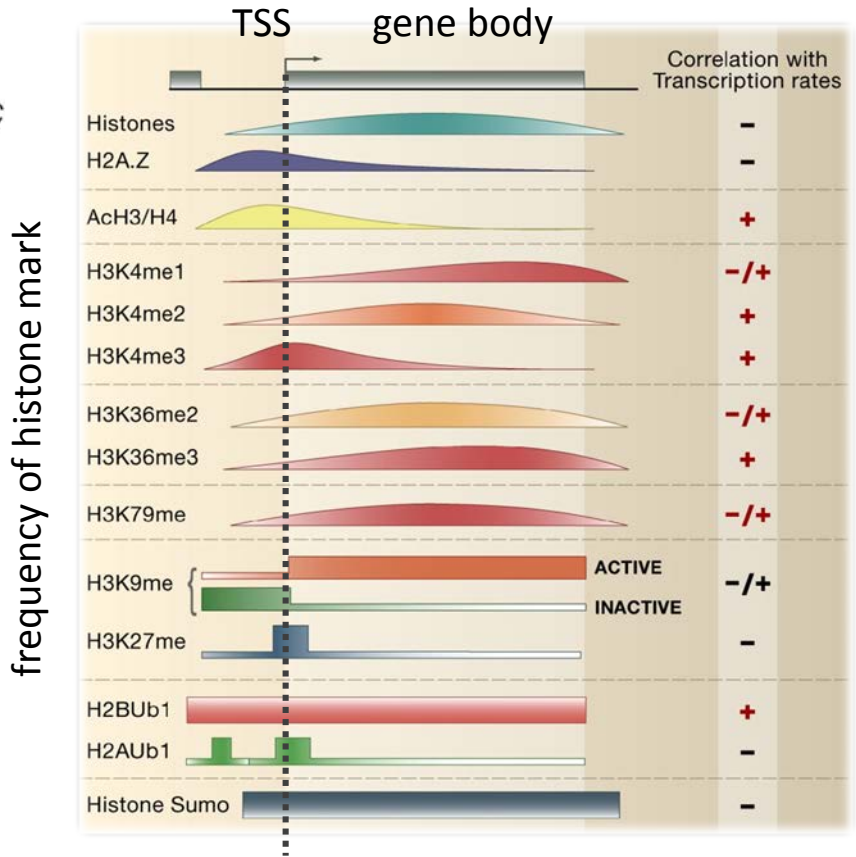 TSS gene body
Correlation with
Transcription rates
frequency of histone mark
Histones -
H2A.Z -
AcH3/H4 +
H3K4me1 -/+
H3K4me2 +
H3K4me3 +
H3K36me2 -/+
H3K36me3 +
H3K79me -/+
ACTIVE
H3K9me { -/+
INACTIVE
H3K27me -
H2BUb1 +
H2AUb1 -
Histone Sumo -